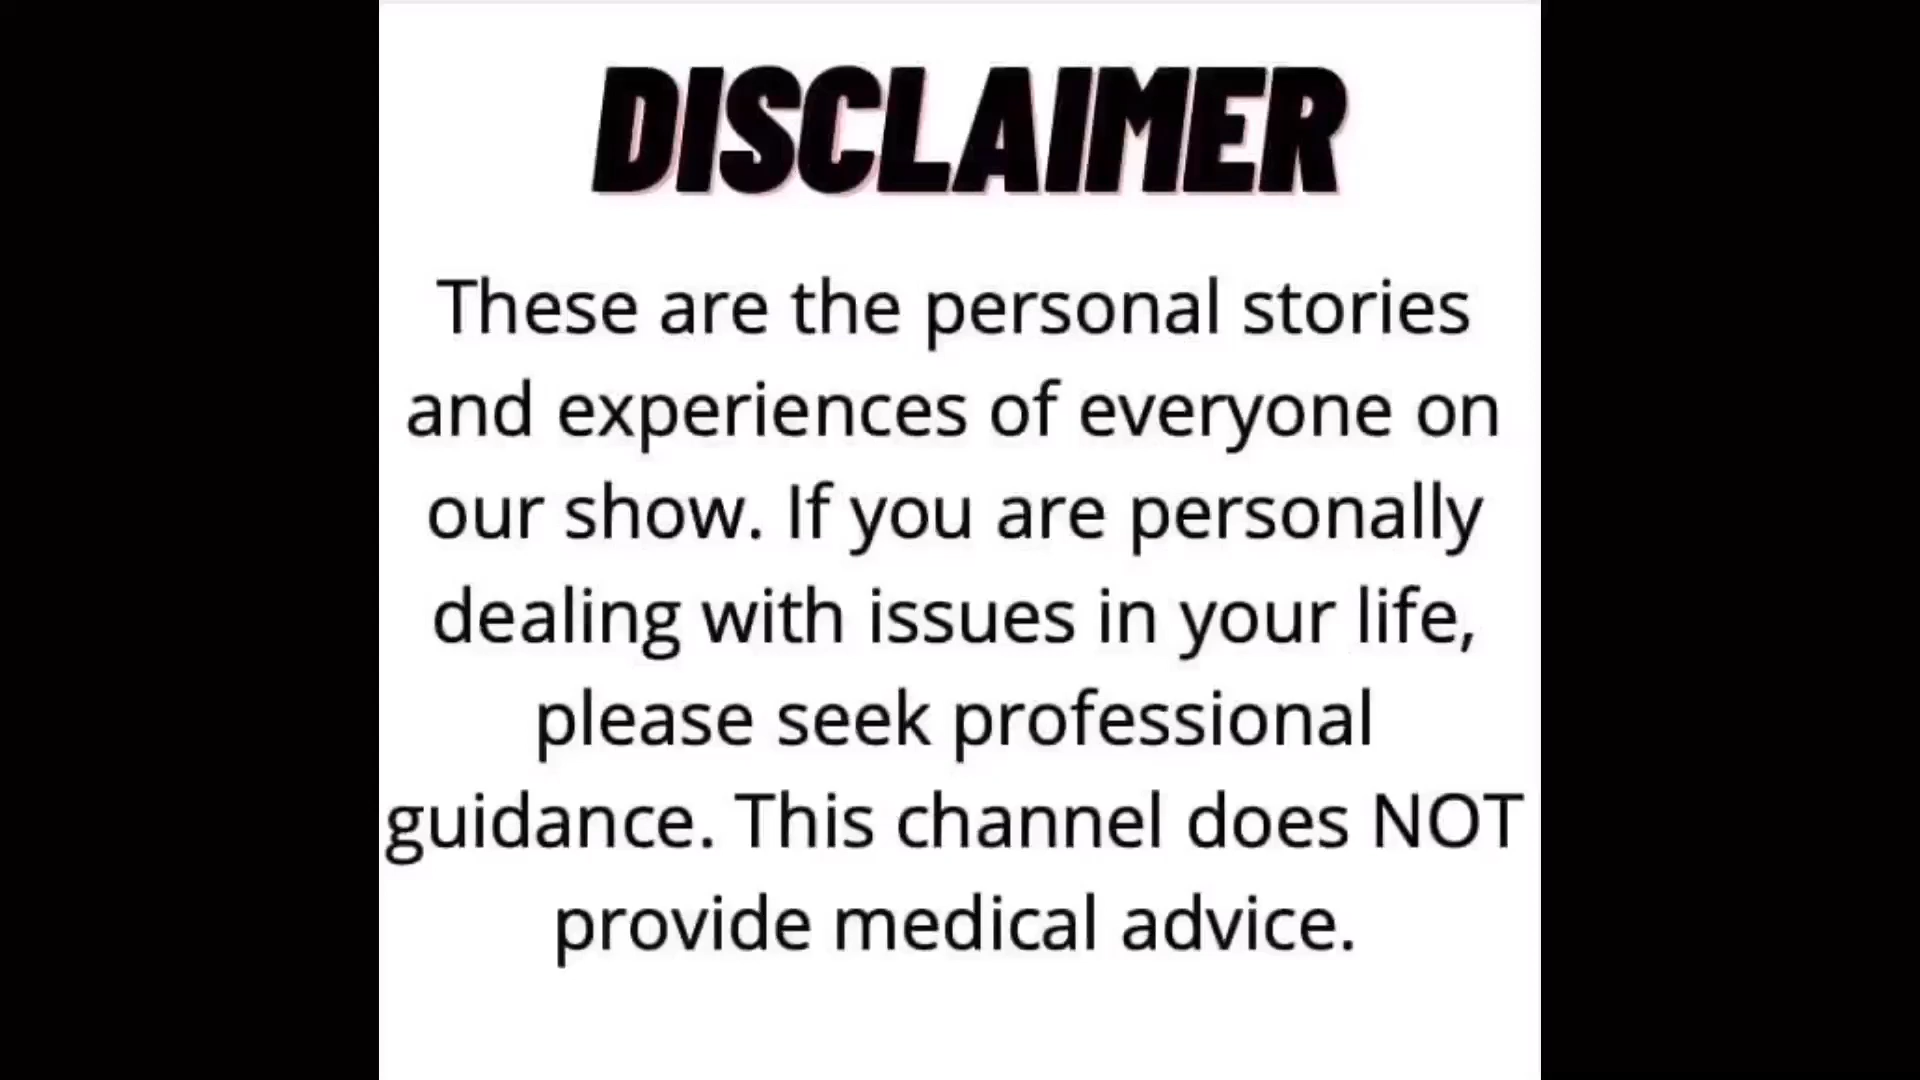 DISCLAIMER
These are the personal stories
and experiences of everyone on
our show. If you are personally
dealing with issues in your life,
please seek professional
guidance. This channel does NOT
provide medical advice.